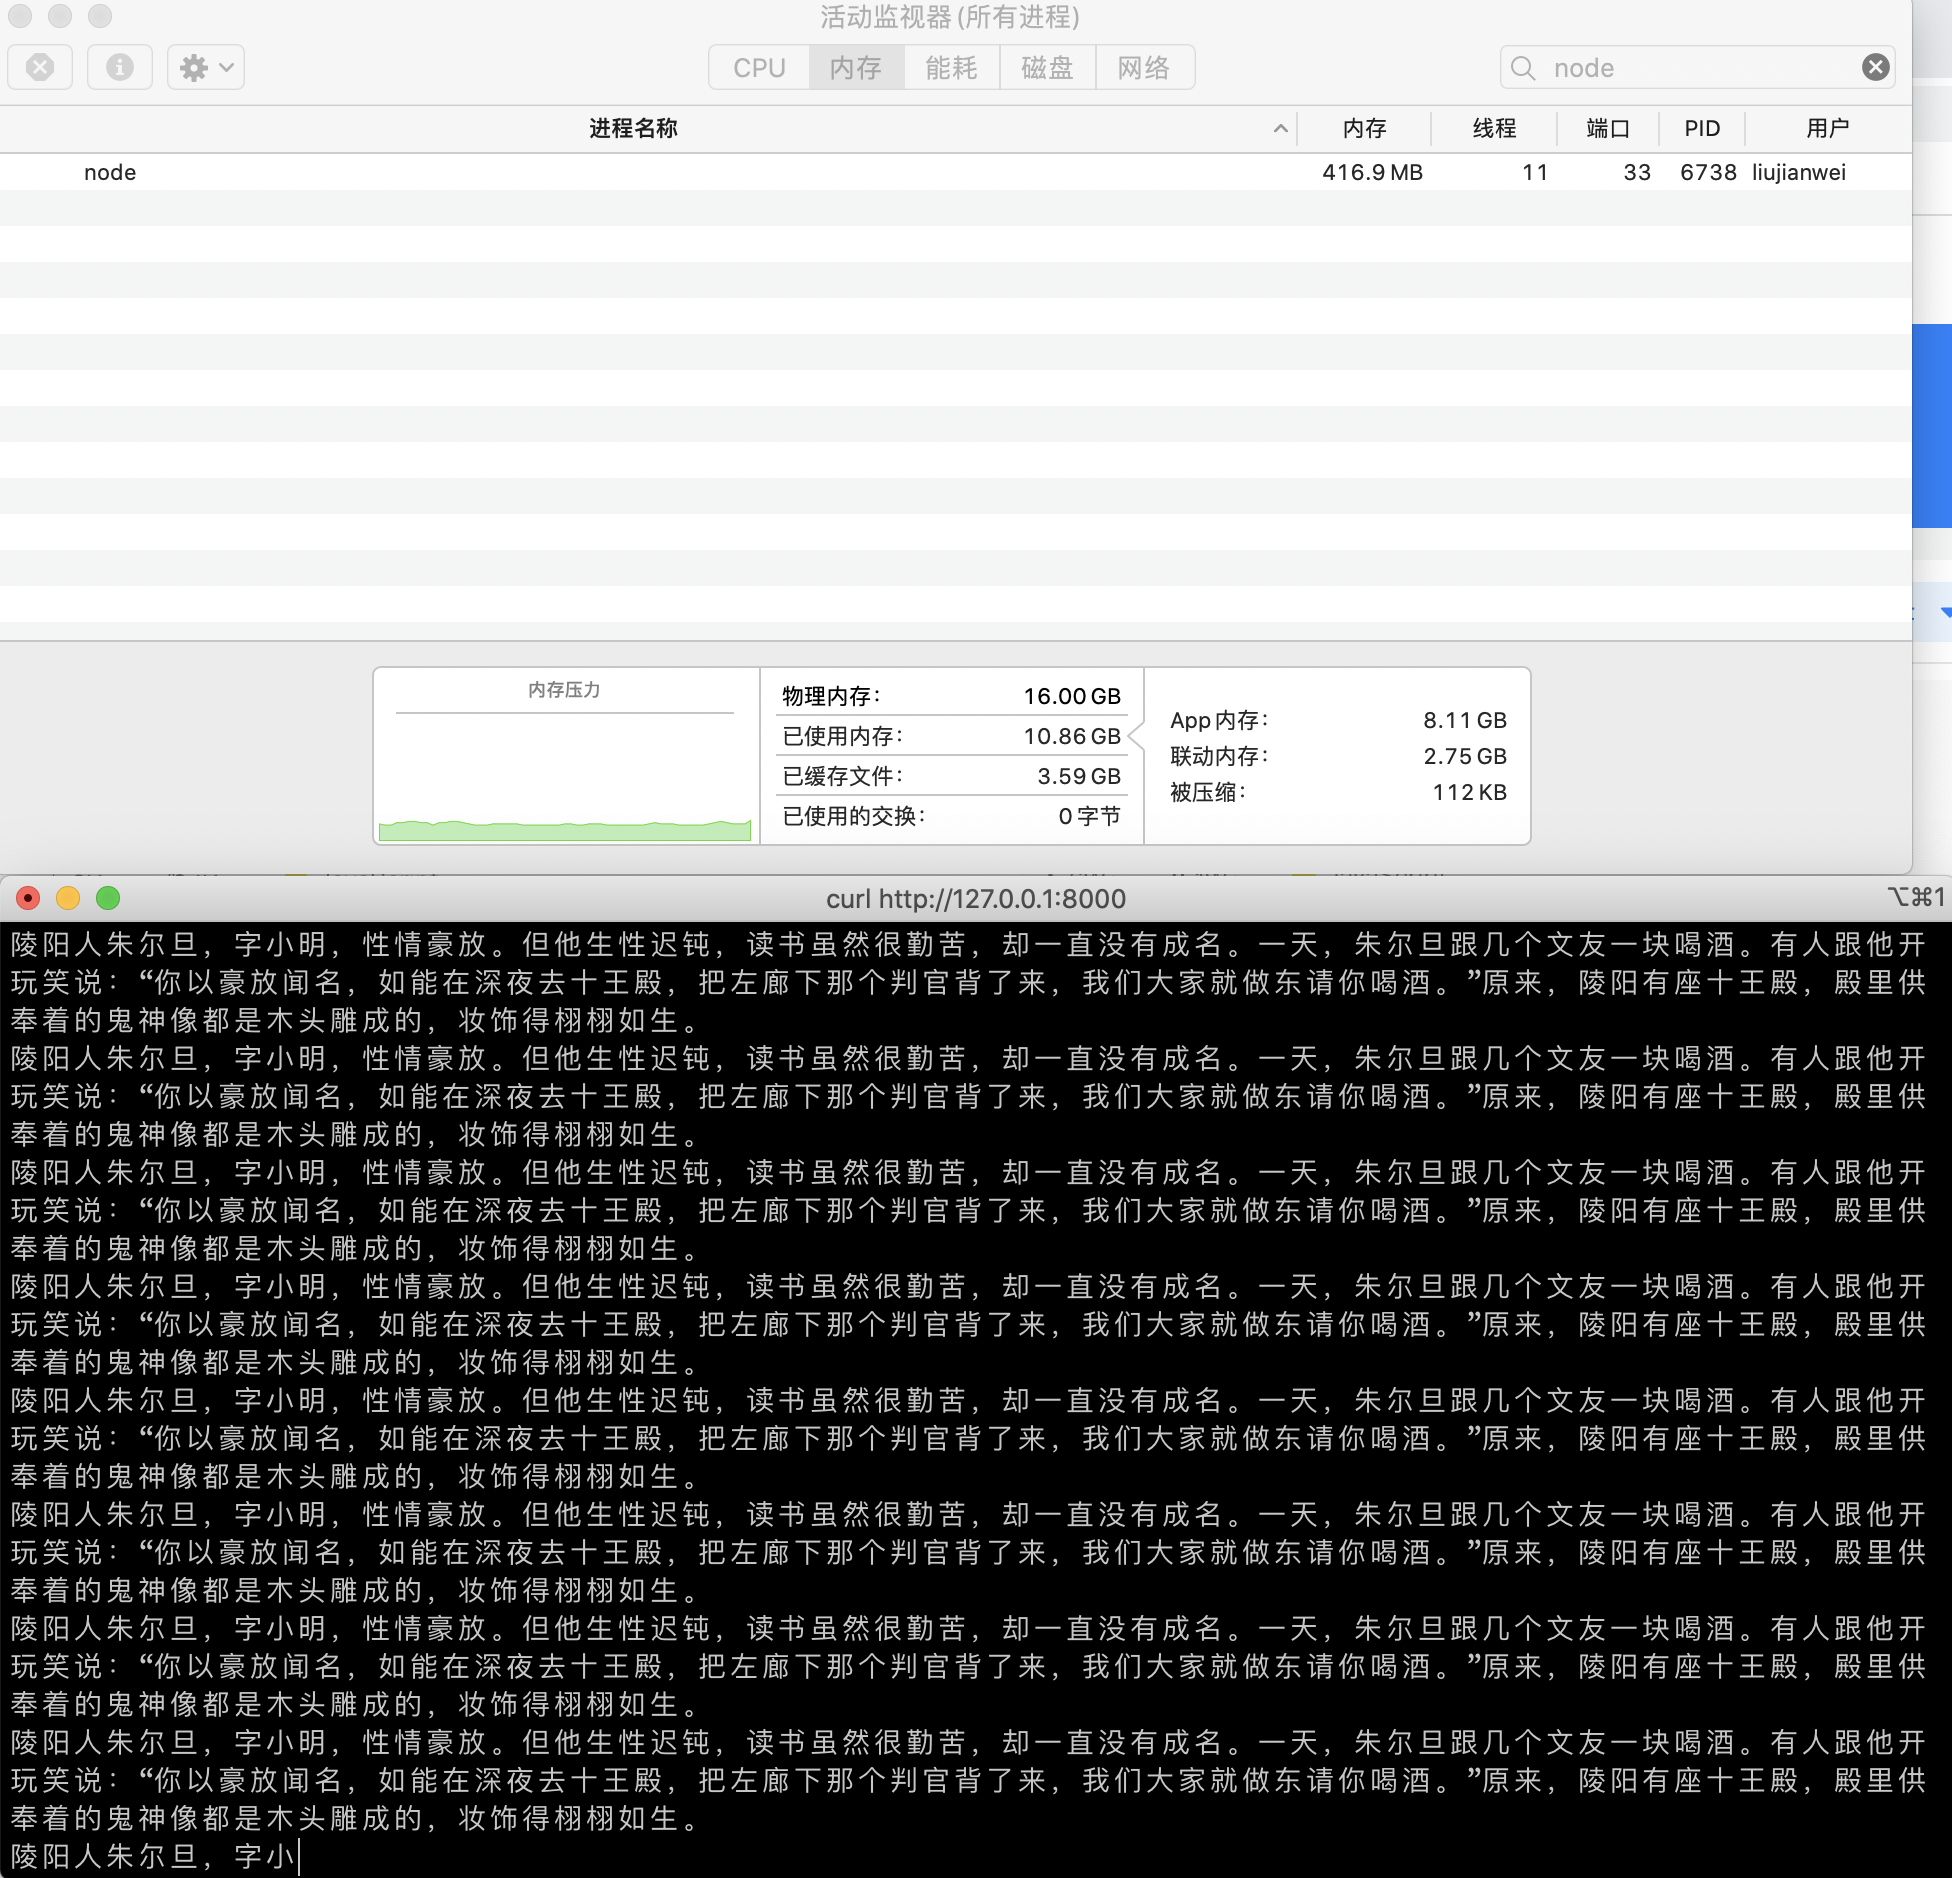 活动监视器 (所有进程)
CPU 内存 能耗 磁盘 网络 node
进程名称 内存 线程 端口 PID 用户
node 416.9 MB 11 33 6738 liujianwei
内存压力
物理内存： 16.00 GB
已使用内存： 10.86 GB
已缓存文件： 3.59 GB
已使用的交换： 0 字节
App 内存： 8.11 GB
联动内存： 2.75 GB
被压缩： 112 KB
curl http://127.0.0.1:8000 ⌥⌘1
陵阳人朱尔旦，字小明，性情豪放。但他生性迟钝，读书虽然很勤苦，却一直没有成名。一天，朱尔旦跟几个文友一块喝酒。有人跟他开
玩笑说：“你以豪放闻名，如能在深夜去十王殿，把左廊下那个判官背了来，我们大家就做东请你喝酒。”原来，陵阳有座十王殿，殿里供
奉着的鬼神像都是木头雕成的，妆饰得栩栩如生。
陵阳人朱尔旦，字小明，性情豪放。但他生性迟钝，读书虽然很勤苦，却一直没有成名。一天，朱尔旦跟几个文友一块喝酒。有人跟他开
玩笑说：“你以豪放闻名，如能在深夜去十王殿，把左廊下那个判官背了来，我们大家就做东请你喝酒。”原来，陵阳有座十王殿，殿里供
奉着的鬼神像都是木头雕成的，妆饰得栩栩如生。
陵阳人朱尔旦，字小明，性情豪放。但他生性迟钝，读书虽然很勤苦，却一直没有成名。一天，朱尔旦跟几个文友一块喝酒。有人跟他开
玩笑说：“你以豪放闻名，如能在深夜去十王殿，把左廊下那个判官背了来，我们大家就做东请你喝酒。”原来，陵阳有座十王殿，殿里供
奉着的鬼神像都是木头雕成的，妆饰得栩栩如生。
陵阳人朱尔旦，字小明，性情豪放。但他生性迟钝，读书虽然很勤苦，却一直没有成名。一天，朱尔旦跟几个文友一块喝酒。有人跟他开
玩笑说：“你以豪放闻名，如能在深夜去十王殿，把左廊下那个判官背了来，我们大家就做东请你喝酒。”原来，陵阳有座十王殿，殿里供
奉着的鬼神像都是木头雕成的，妆饰得栩栩如生。
陵阳人朱尔旦，字小明，性情豪放。但他生性迟钝，读书虽然很勤苦，却一直没有成名。一天，朱尔旦跟几个文友一块喝酒。有人跟他开
玩笑说：“你以豪放闻名，如能在深夜去十王殿，把左廊下那个判官背了来，我们大家就做东请你喝酒。”原来，陵阳有座十王殿，殿里供
奉着的鬼神像都是木头雕成的，妆饰得栩栩如生。
陵阳人朱尔旦，字小明，性情豪放。但他生性迟钝，读书虽然很勤苦，却一直没有成名。一天，朱尔旦跟几个文友一块喝酒。有人跟他开
玩笑说：“你以豪放闻名，如能在深夜去十王殿，把左廊下那个判官背了来，我们大家就做东请你喝酒。”原来，陵阳有座十王殿，殿里供
奉着的鬼神像都是木头雕成的，妆饰得栩栩如生。
陵阳人朱尔旦，字小明，性情豪放。但他生性迟钝，读书虽然很勤苦，却一直没有成名。一天，朱尔旦跟几个文友一块喝酒。有人跟他开
玩笑说：“你以豪放闻名，如能在深夜去十王殿，把左廊下那个判官背了来，我们大家就做东请你喝酒。”原来，陵阳有座十王殿，殿里供
奉着的鬼神像都是木头雕成的，妆饰得栩栩如生。
陵阳人朱尔旦，字小明，性情豪放。但他生性迟钝，读书虽然很勤苦，却一直没有成名。一天，朱尔旦跟几个文友一块喝酒。有人跟他开
玩笑说：“你以豪放闻名，如能在深夜去十王殿，把左廊下那个判官背了来，我们大家就做东请你喝酒。”原来，陵阳有座十王殿，殿里供
奉着的鬼神像都是木头雕成的，妆饰得栩栩如生。
陵阳人朱尔旦，字小